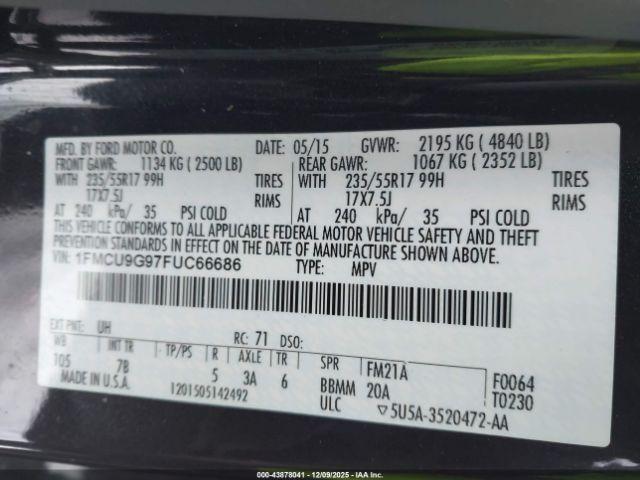 MFD. BY FORD MOTOR CO. DATE: 05/15 GVWR: 2195 KG ( 4840 LB)
FRONT GAWR: 1134 KG ( 2500 LB) REAR GAWR: 1067 KG ( 2352 LB)
WITH 235/55R17 99H TIRES WITH 235/55R17 99H TIRES
17X7.5J RIMS 17X7.5J RIMS
AT 240 kPa/ 35 PSI COLD AT 240 kPa/ 35 PSI COLD
THIS VEHICLE CONFORMS TO ALL APPLICABLE FEDERAL MOTOR VEHICLE SAFETY AND THEFT
PREVENTION STANDARDS IN EFFECT ON THE DATE OF MANUFACTURE SHOWN ABOVE.
VIN: 1FMCU9G97FUC66686 TYPE: MPV
EXT PNT: UH RC: 71 DSO:
WB INT TR TP/PS R AXLE TR SPR FM21A F0064
105 7B 5 3A 6 BBMM 20A T0230
MADE IN U.S.A. 1201505142492 ULC ▽5U5A-3520472-AA
000-43878041 - 12/09/2025 - IAA Inc.